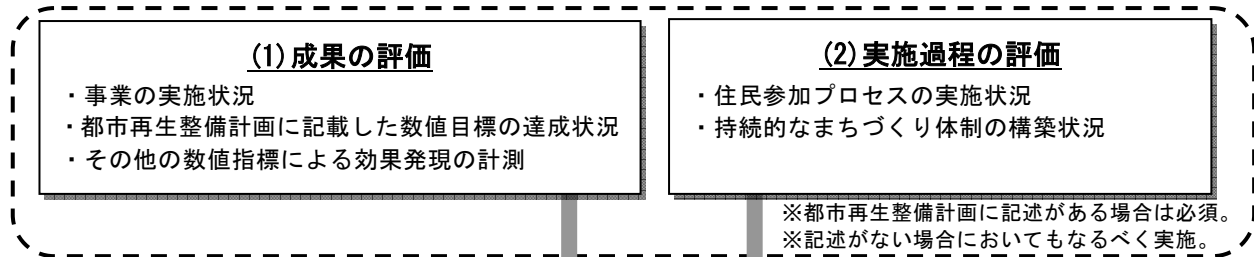 (1)成果の評価
・事業の実施状況
・都市再生整備計画に記載した数値目標の達成状況
・その他の数値指標による効果発現の計測
(2)実施過程の評価
・住民参加プロセスの実施状況
・持続的なまちづくり体制の構築状況
※都市再生整備計画に記述がある場合は必須。
※記述がない場合においてもなるべく実施。